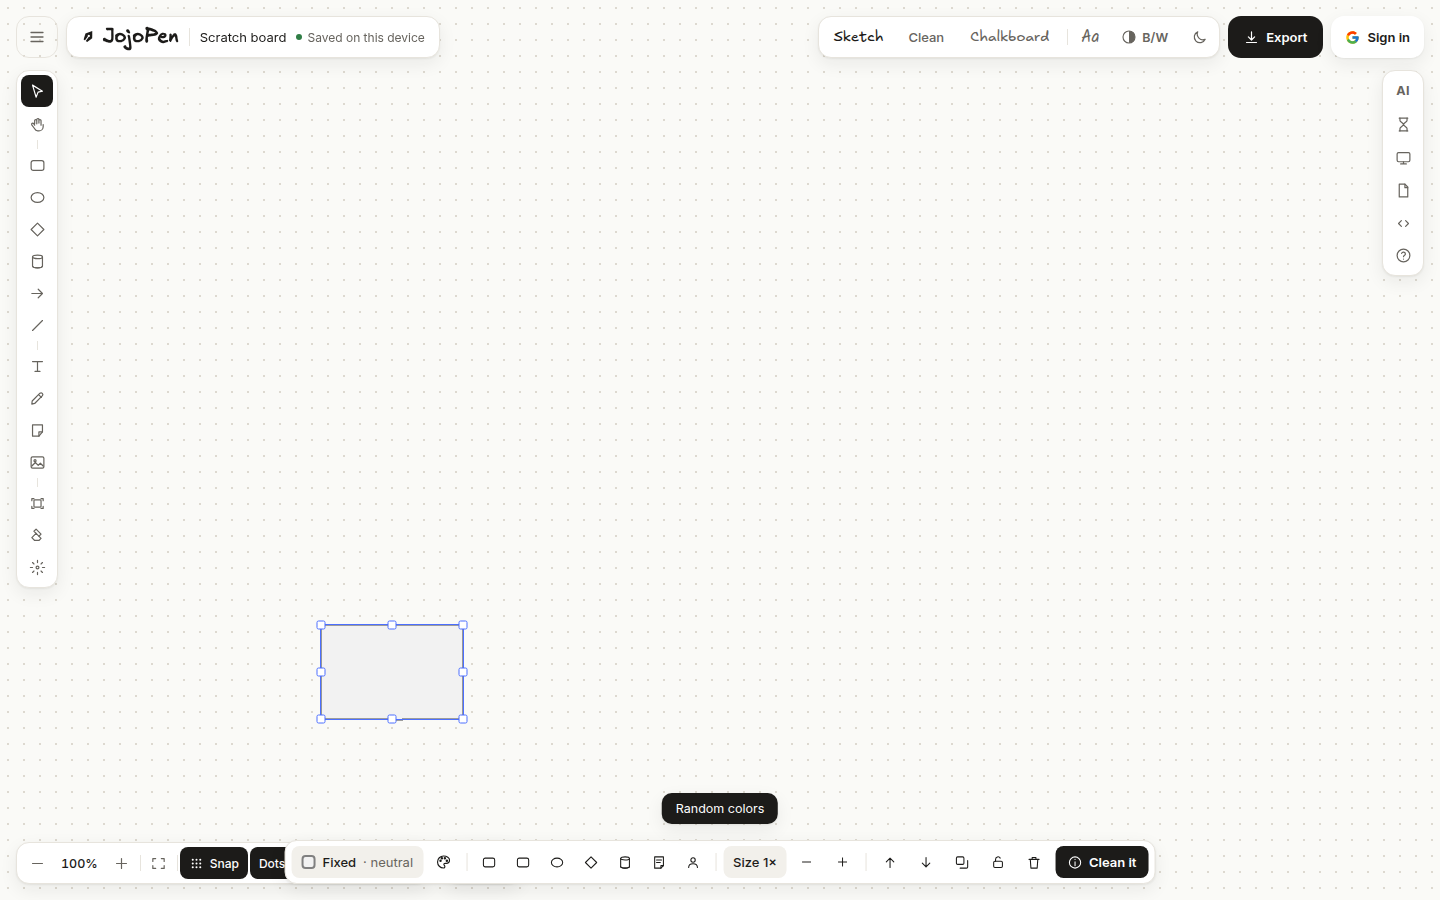 JojoPen Scratch board Saved on this device Sketch Clean Chalkboard Aa B/W Export Sign in
AI
Random colors
100% Snap Dots Fixed · neutral Size 1× Clean it